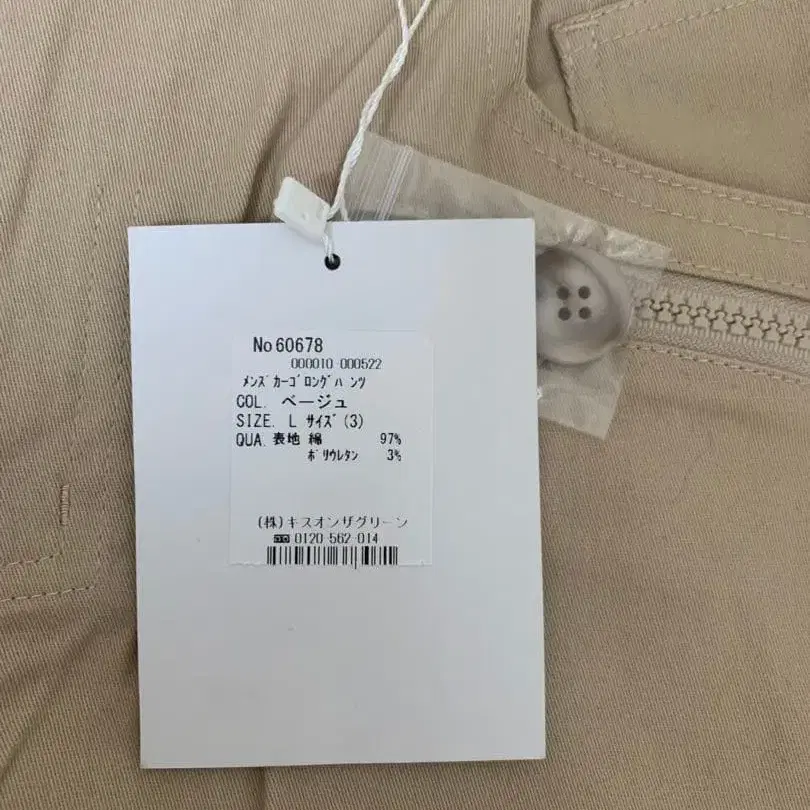 No 60678
000010-000522
ﾒﾝｽﾞｶｰｺﾞﾛﾝｸﾞﾊﾟﾝﾂ
COL. ベージュ
SIZE. L ｻｲｽﾞ(3)
QUA. 表地 綿 97%
ﾎﾟﾘｳﾚﾀﾝ 3%
(株)キスオンザグリーン
0120-562-014